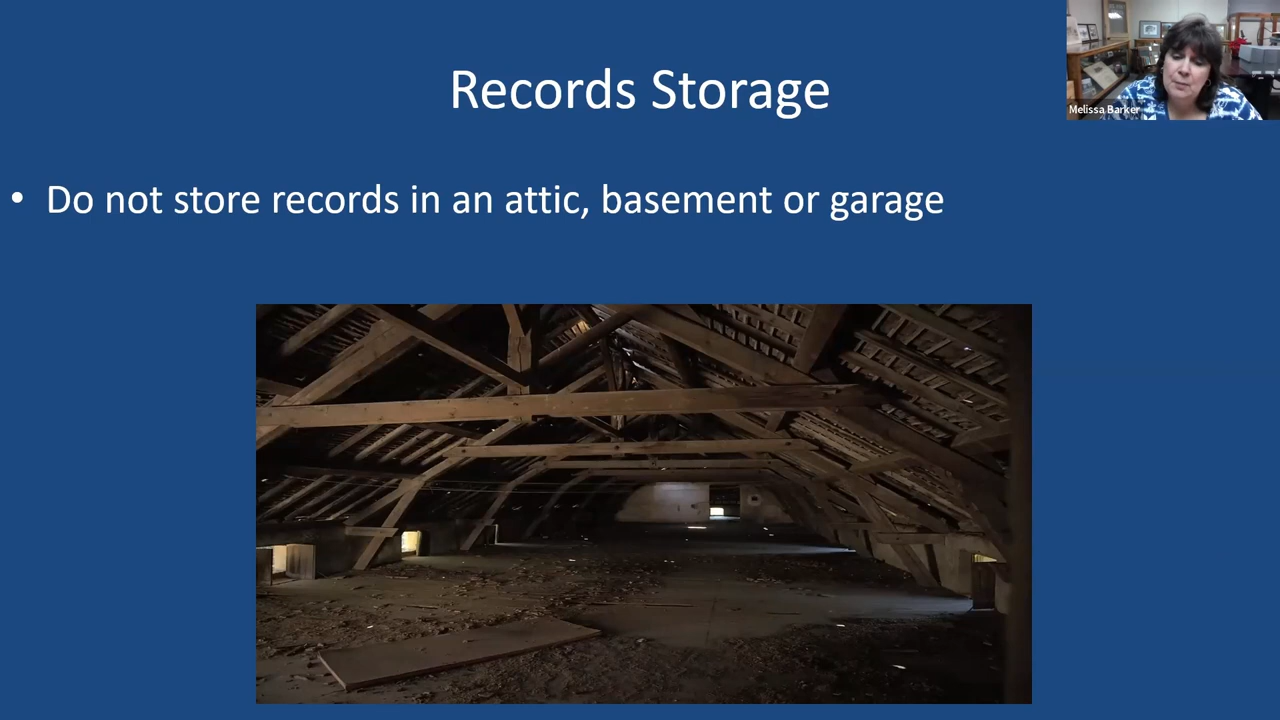 Records Storage
Melissa Barker
• Do not store records in an attic, basement or garage